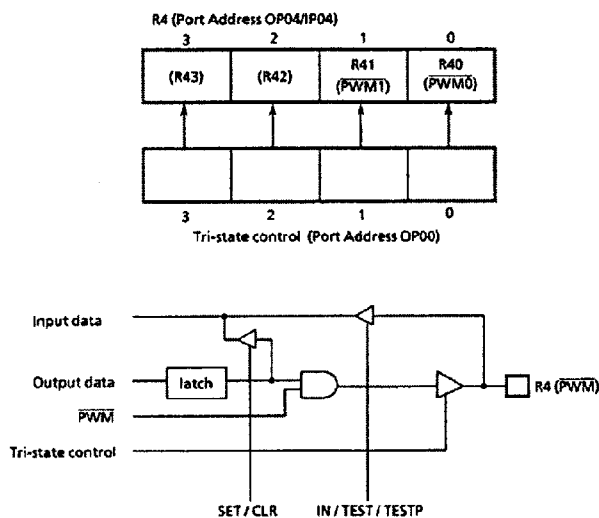 R4 (Port Address OP04/IP04)
3 2 1 0
(R43) (R42) R41 R40
(PWM1) (PWM0)
3 2 1 0
Tri-state control (Port Address OP00)
Input data
Output data latch R4 (PWM)
PWM
Tri-state control
SET / CLR IN / TEST / TESTP